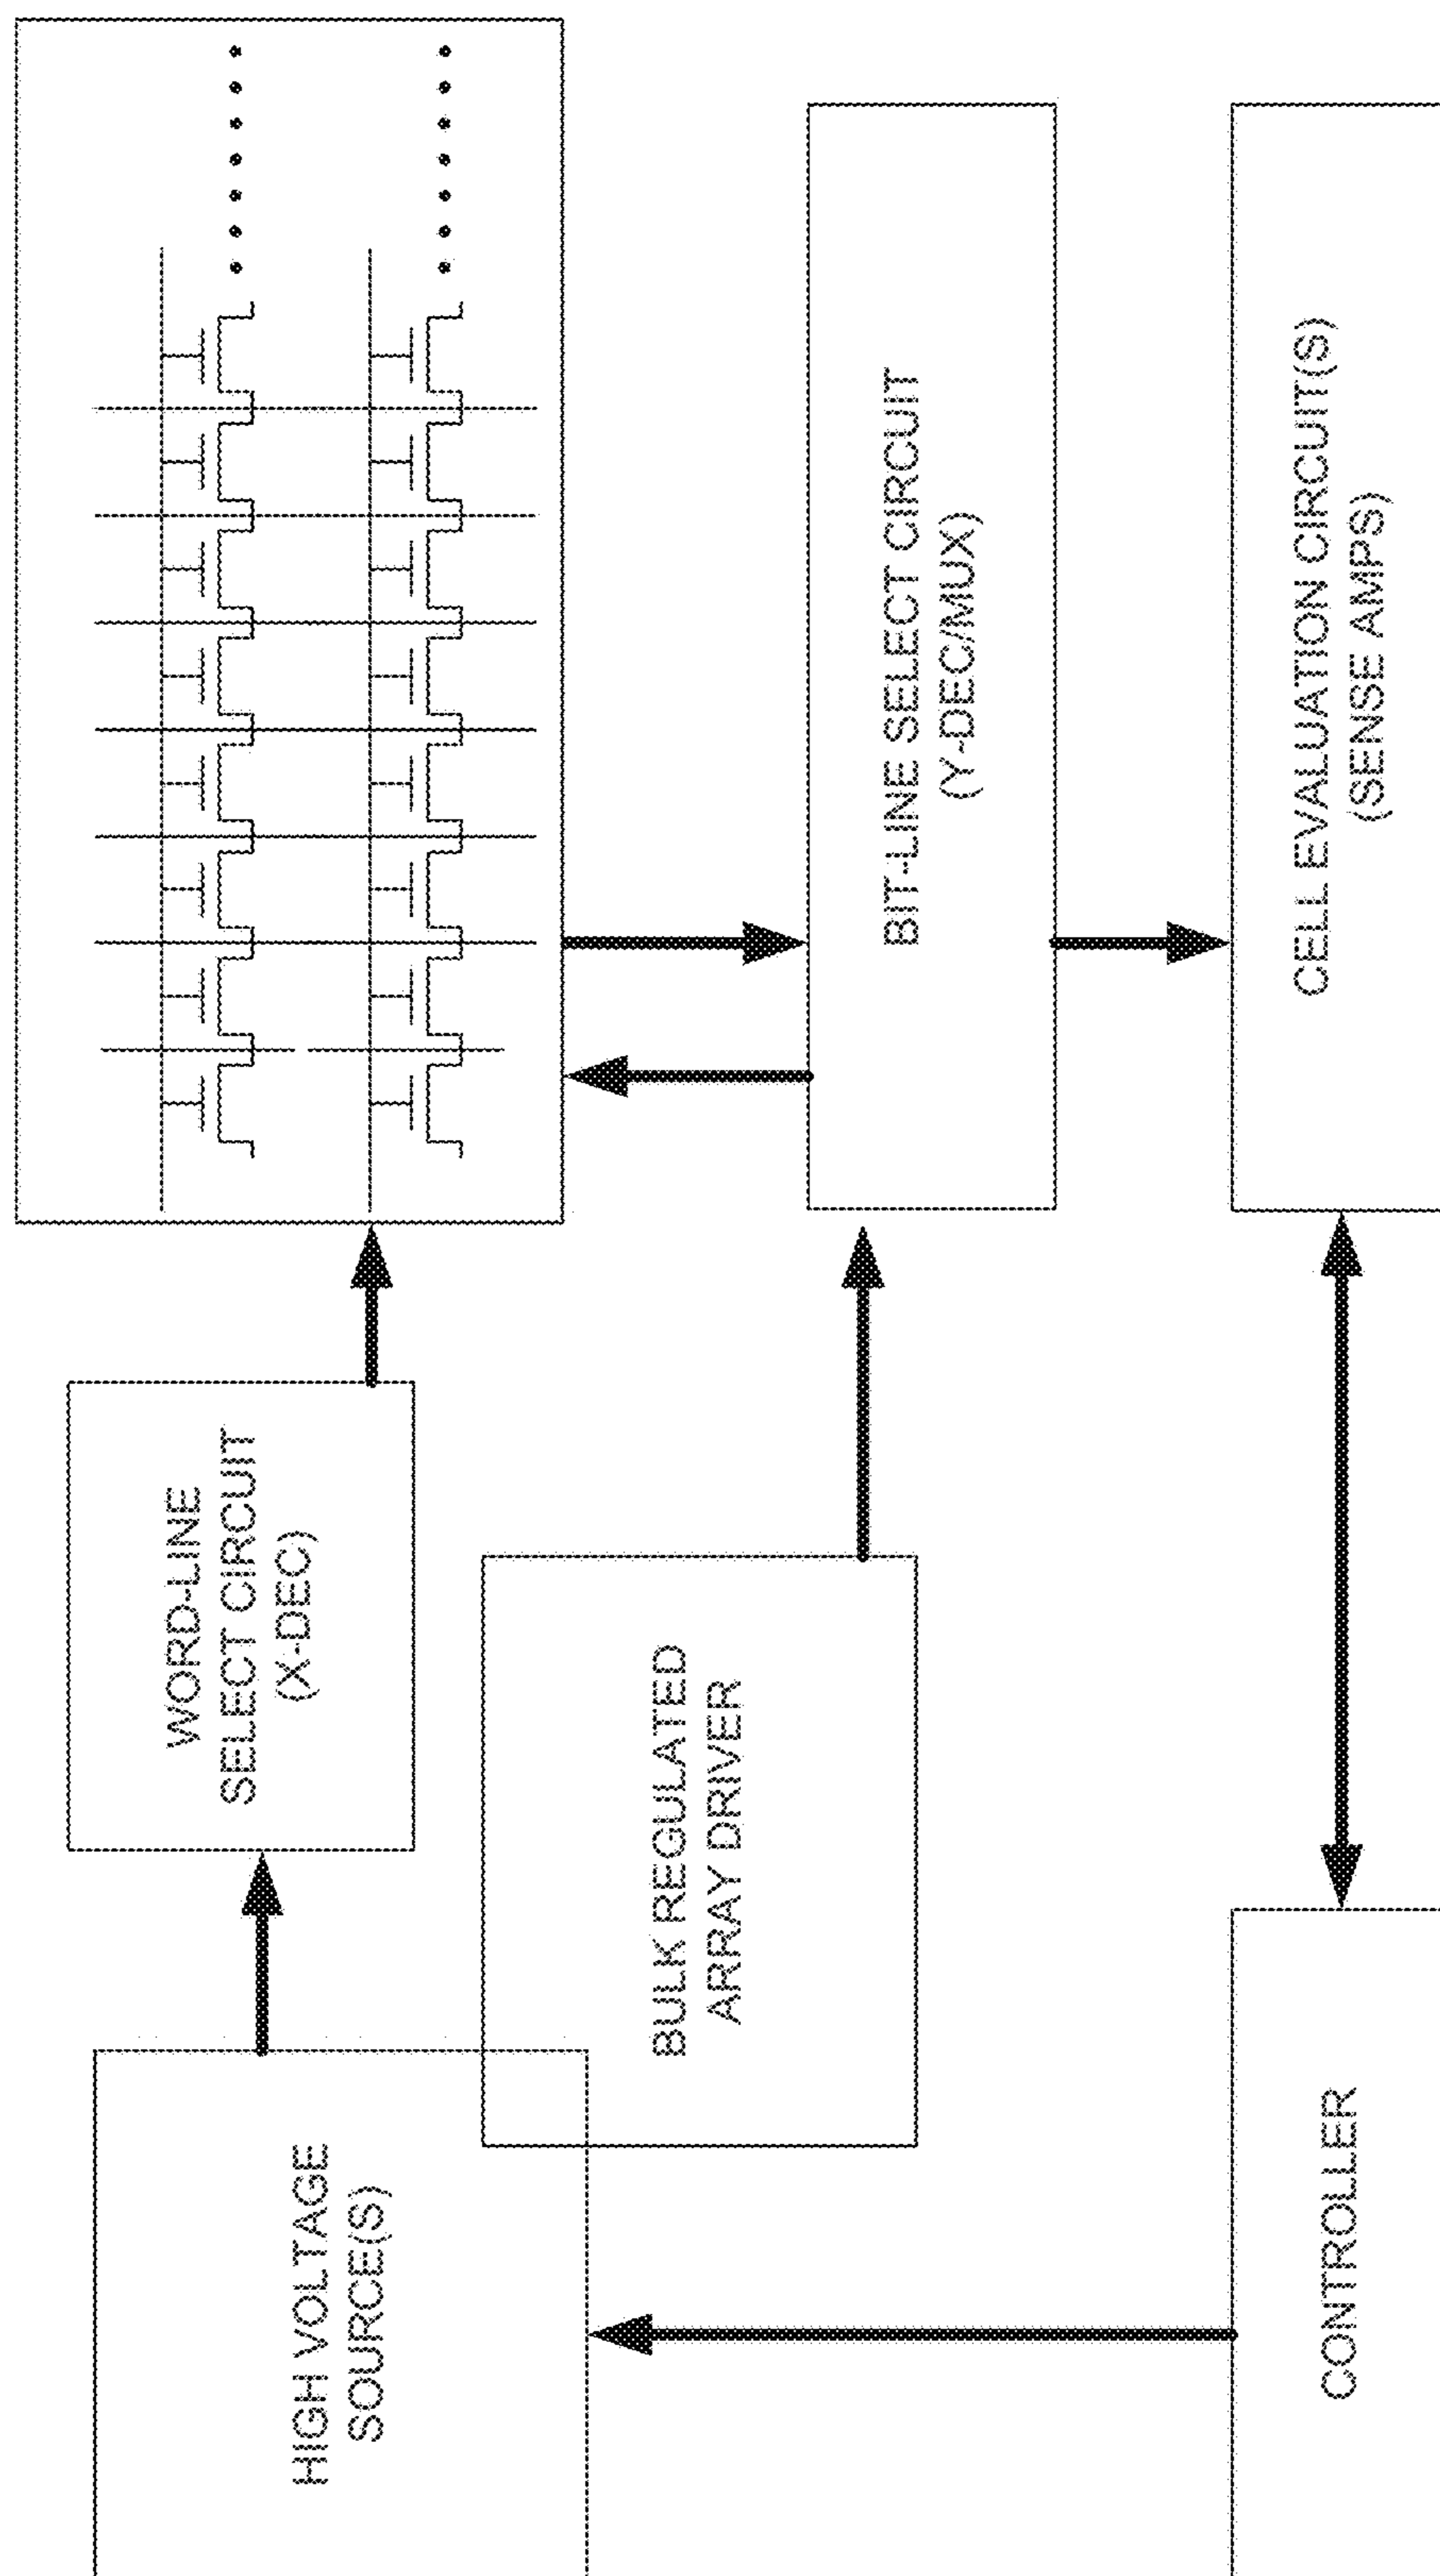 HIGH VOLTAGE
SOURCE(S)
WORD-LINE
SELECT CIRCUIT
(X-DEC)
BULK REGULATED
ARRAY DRIVER
BIT-LINE SELECT CIRCUIT
(Y-DEC/MUX)
CONTROLLER
CELL EVALUATION CIRCUIT(S)
(SENSE AMPS)